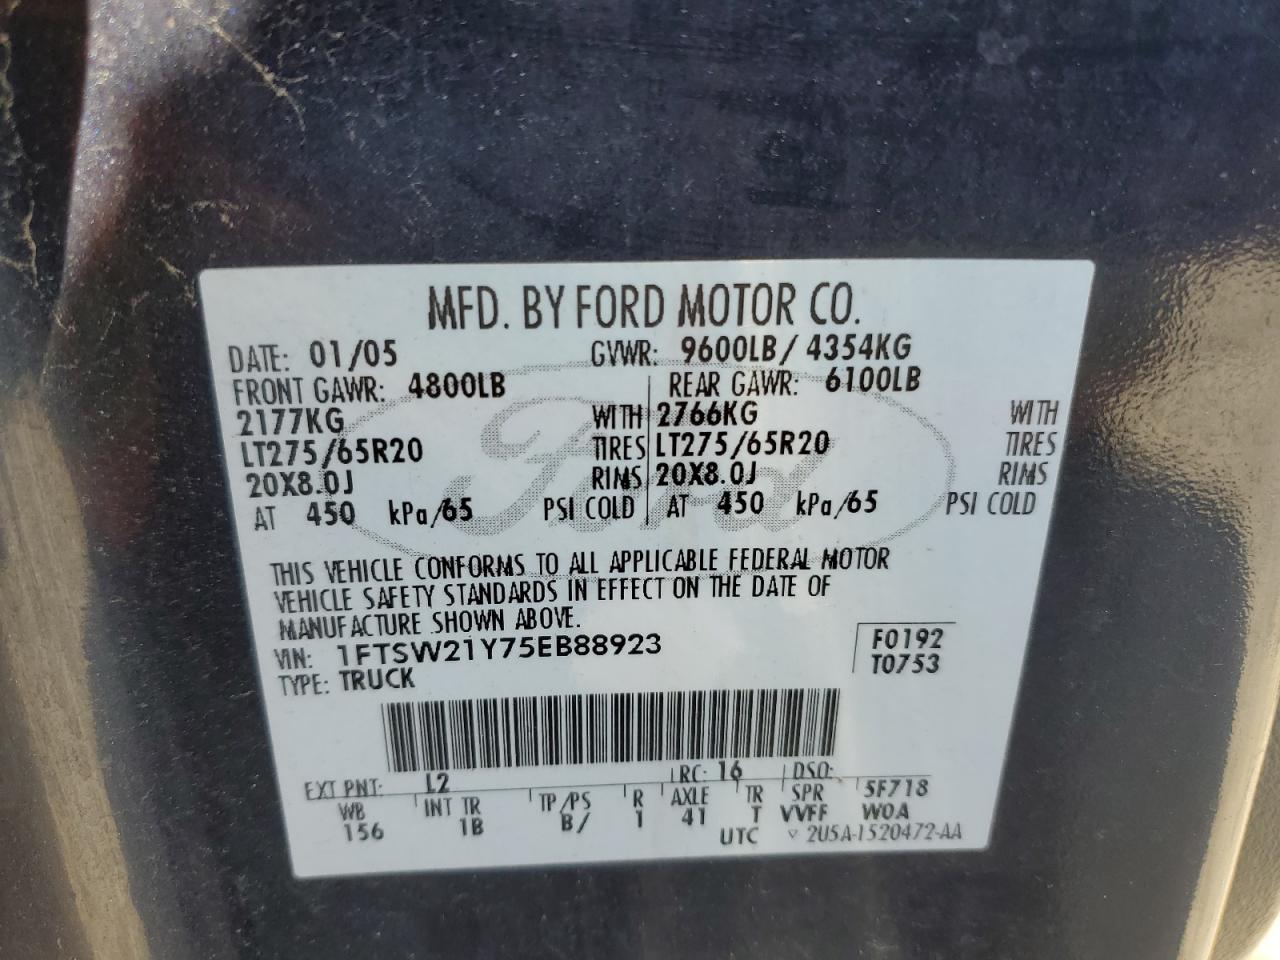 MFD. BY FORD MOTOR CO.
DATE: 01/05 GVWR: 9600LB/ 4354KG
FRONT GAWR: 4800LB REAR GAWR: 6100LB
2177KG WITH 2766KG WITH
LT275/65R20 TIRES LT275/65R20 TIRES
20X8.0J RIMS 20X8.0J RIMS
AT 450 kPa/65 PSI COLD AT 450 kPa/65 PSI COLD
Ford
THIS VEHICLE CONFORMS TO ALL APPLICABLE FEDERAL MOTOR
VEHICLE SAFETY STANDARDS IN EFFECT ON THE DATE OF
MANUFACTURE SHOWN ABOVE.
VIN: 1FTSW21Y75EB88923 F0192
TYPE: TRUCK T0753
EXT PNT: L2 RC: 16 DSO:
WB INT TR TP/PS R AXLE TR SPR 5F718
156 1B B/ 1 41 T VVFF WOA
UTC ▽ 2U5A-1520472-AA